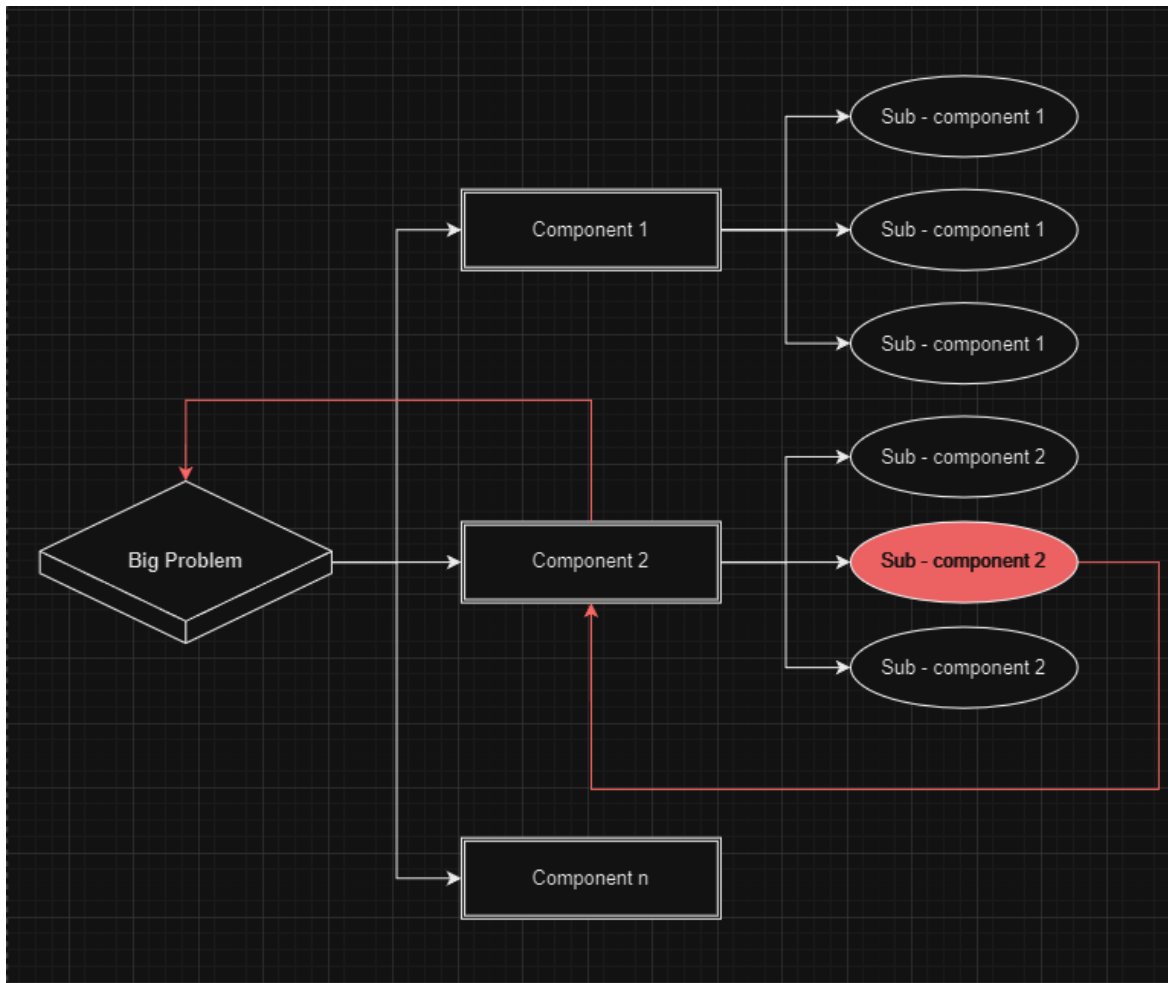 Sub - component 1
Component 1
Sub - component 1
Sub - component 1
Sub - component 2
Big Problem
Component 2
Sub - component 2
Sub - component 2
Component n